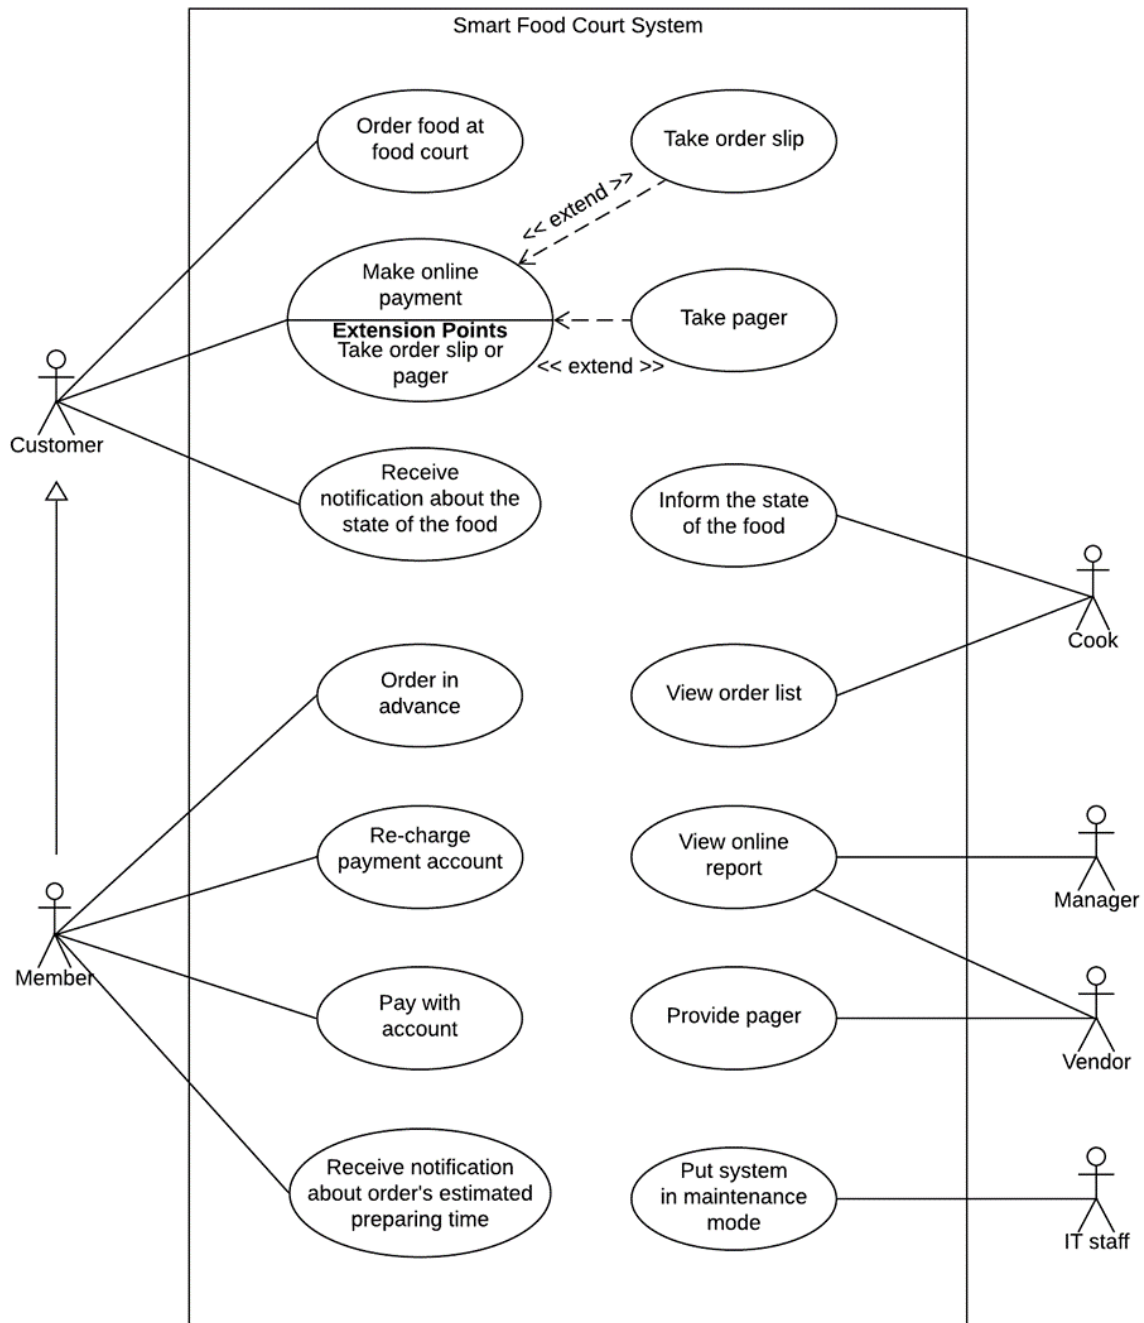 Smart Food Court System
Order food at
food court
Take order slip
<< extend >>
Make online
payment
Extension Points
Take order slip or
pager
Take pager
<< extend >>
Customer
Receive
notification about the
state of the food
Inform the state
of the food
Cook
Order in
advance
View order list
Re-charge
payment account
View online
report
Manager
Member
Pay with
account
Provide pager
Vendor
Receive notification
about order's estimated
preparing time
Put system
in maintenance
mode
IT staff